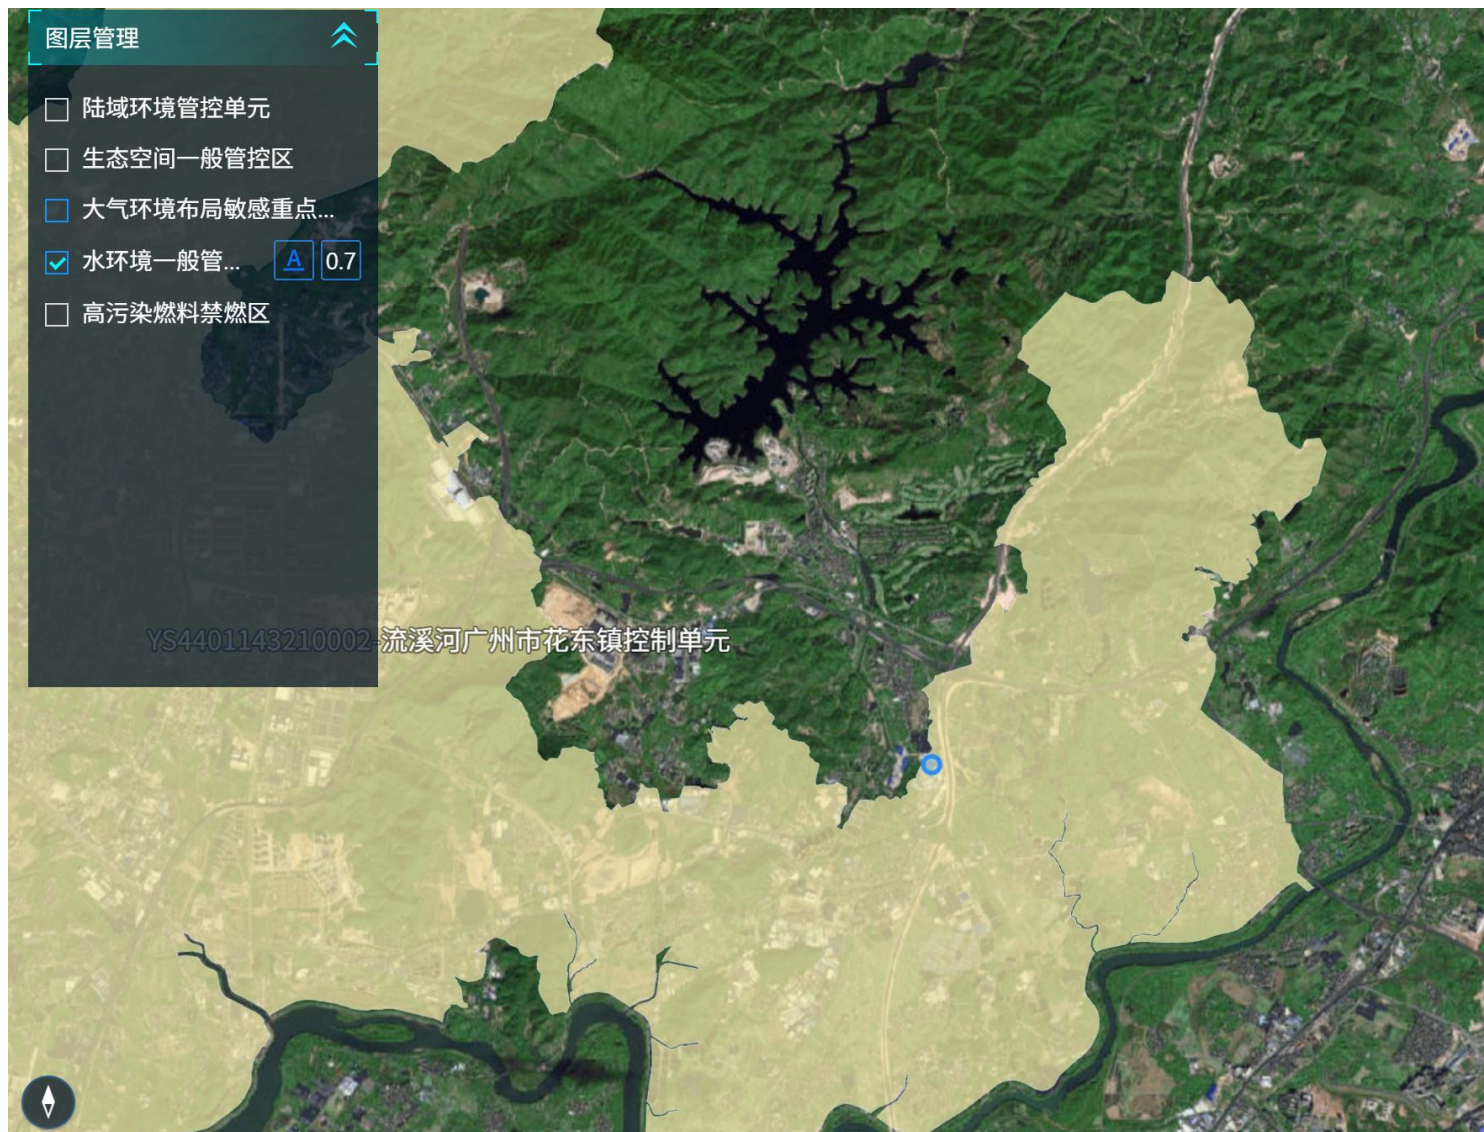 图层管理
陆域环境管控单元
生态空间一般管控区
大气环境布局敏感重点...
水环境一般管... A 0.7
高污染燃料禁燃区
YS4401143210002-流溪河广州市花东镇控制单元